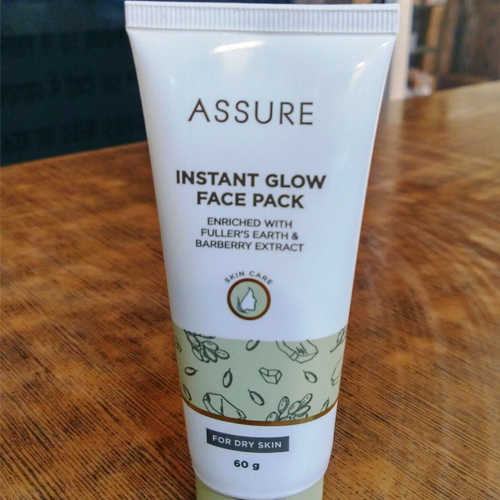 ASSURE
INSTANT GLOW
FACE PACK
ENRICHED WITH
FULLER'S EARTH &
BARBERRY EXTRACT
SKIN CARE
FOR DRY SKIN
60 g